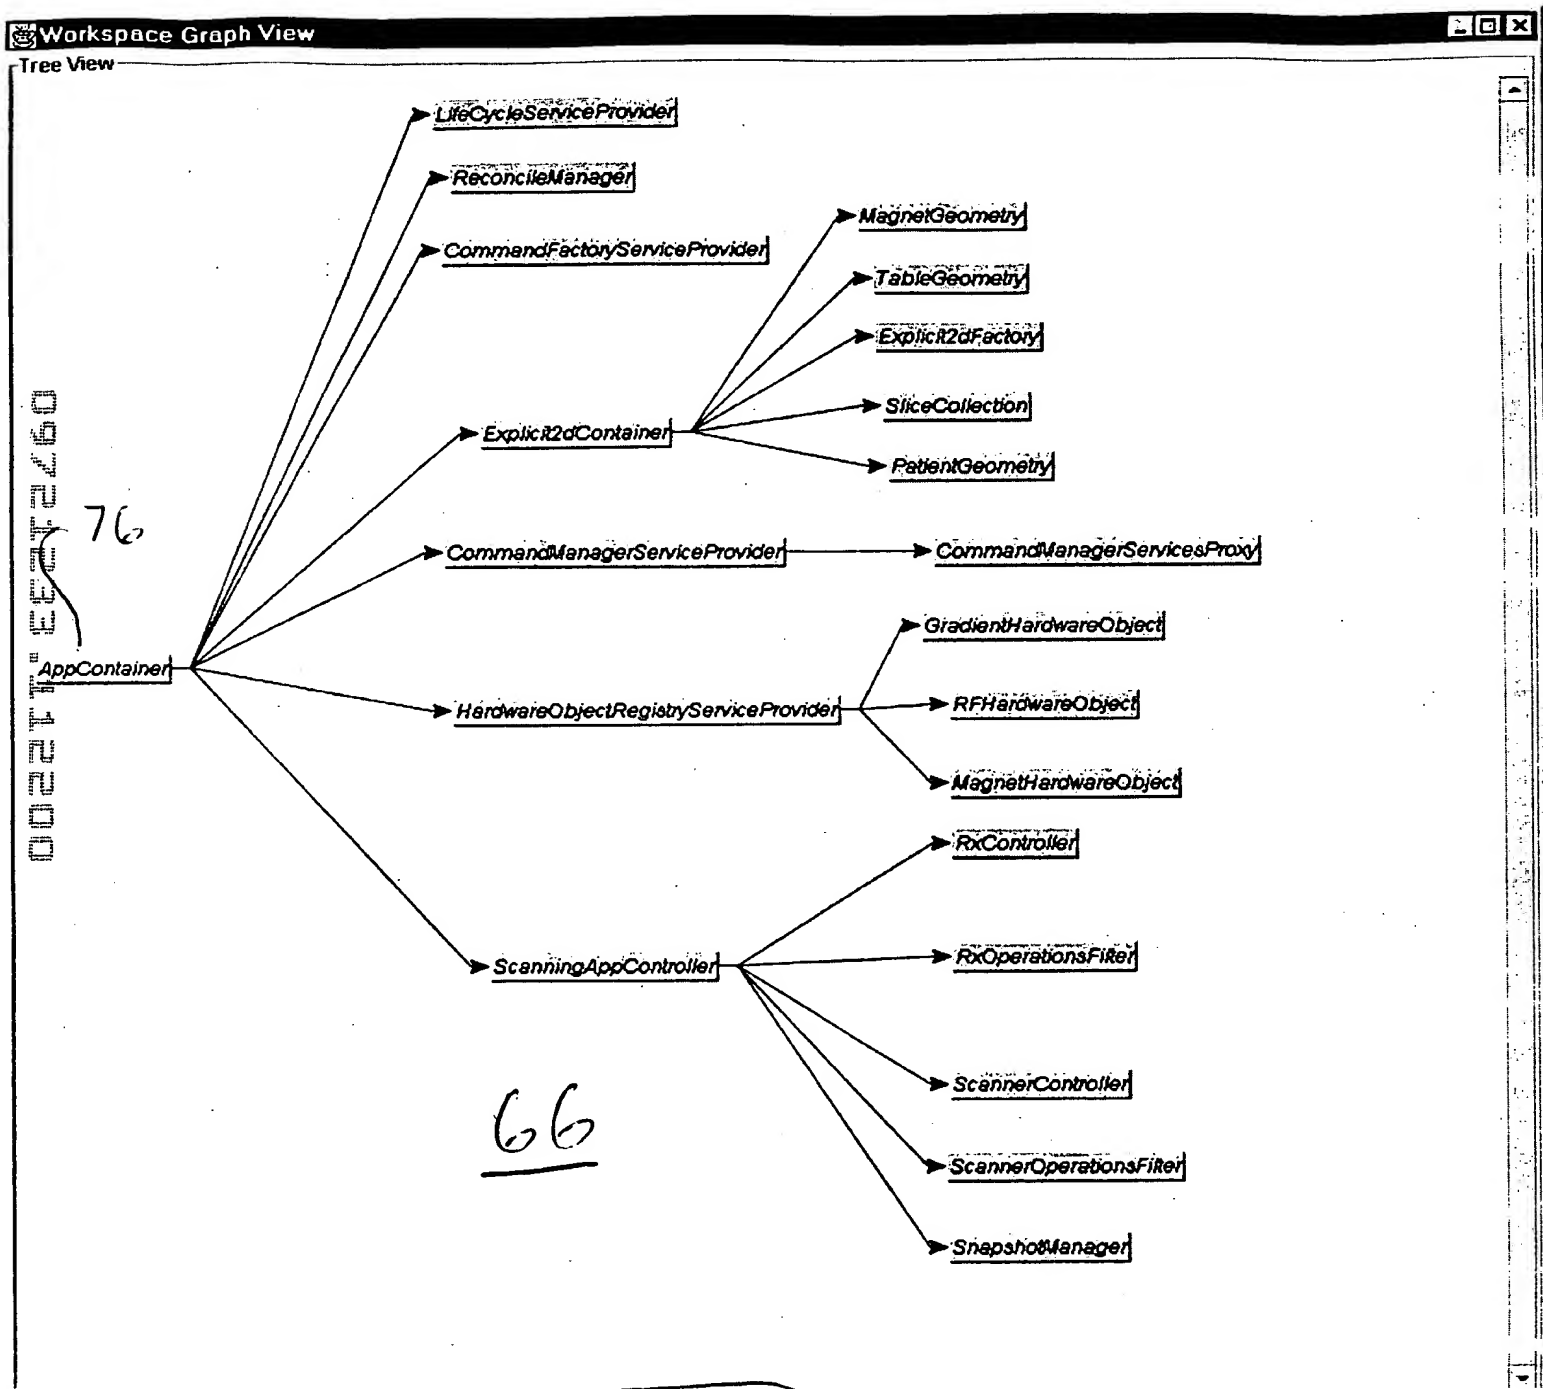 Workspace Graph View
Tree View
LifeCycleServiceProvider
ReconcileManager
CommandFactoryServiceProvider
MagnetGeometry
TableGeometry
Explicit2dFactory
SliceCollection
Explicit2dContainer
PatientGeometry
76
CommandManagerServiceProvider
CommandManagerServicesProxy
GradientHardwareObject
AppContainer
HardwareObjectRegistryServiceProvider
RFHardwareObject
MagnetHardwareObject
RxController
ScanningAppController
RxOperationsFilter
ScannerController
66
ScannerOperationsFilter
SnapshotManager